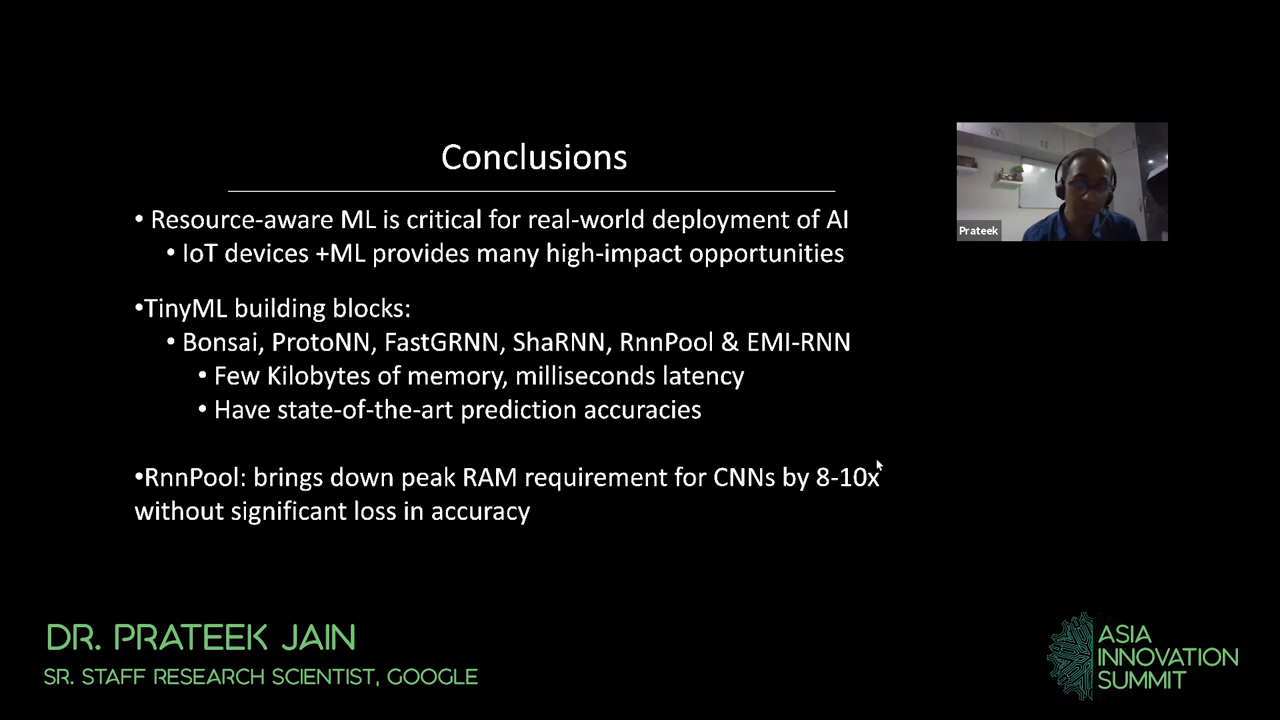 Conclusions
• Resource-aware ML is critical for real-world deployment of AI
• IoT devices +ML provides many high-impact opportunities
•TinyML building blocks:
• Bonsai, ProtoNN, FastGRNN, ShaRNN, RnnPool & EMI-RNN
• Few Kilobytes of memory, milliseconds latency
• Have state-of-the-art prediction accuracies
•RnnPool: brings down peak RAM requirement for CNNs by 8-10x
without significant loss in accuracy
Prateek
DR. PRATEEK JAIN
SR. STAFF RESEARCH SCIENTIST, GOOGLE
ASIA
INNOVATION
SUMMIT